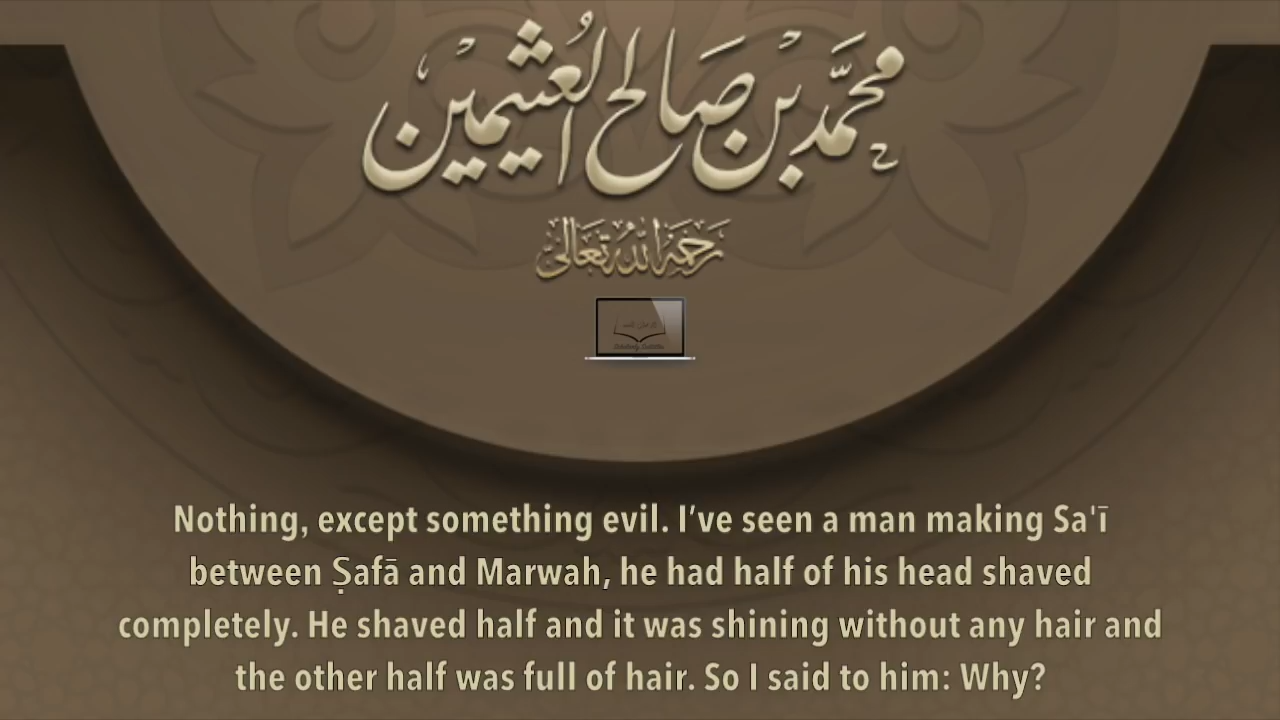 محمد بن صالح العثيمين
رحمه الله تعالى
Nothing, except something evil. I've seen a man making Sa'ī
between Ṣafā and Marwah, he had half of his head shaved
completely. He shaved half and it was shining without any hair and
the other half was full of hair. So I said to him: Why?